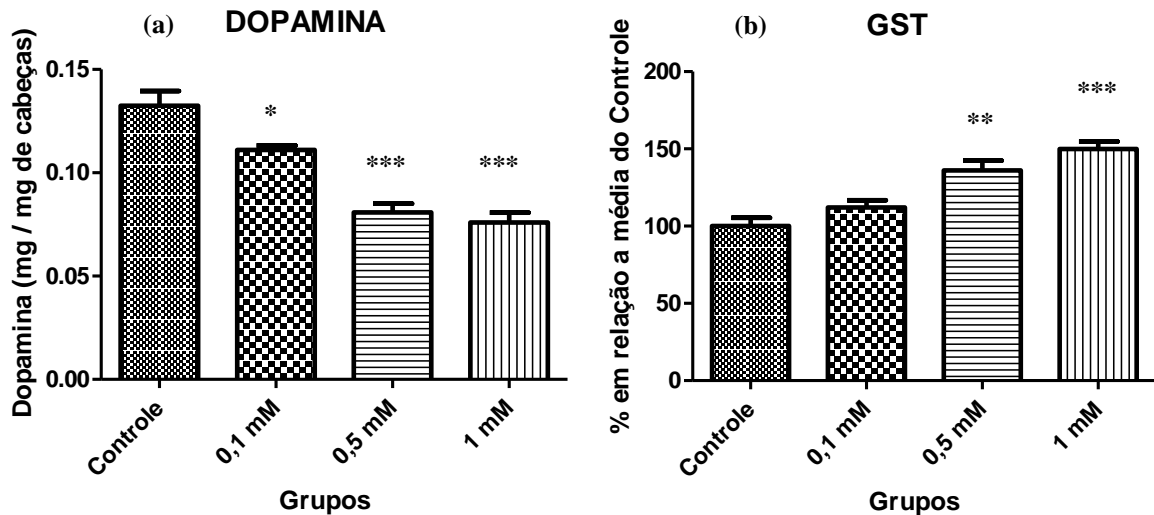 (a) DOPAMINA
Dopamina (mg / mg de cabeças)
0.15
0.10
0.05
0.00
*
***
***
Controle
0,1 mM
0,5 mM
1 mM
Grupos
(b) GST
% em relação a média do Controle
200
150
100
50
0
**
***
Controle
0,1 mM
0,5 mM
1 mM
Grupos